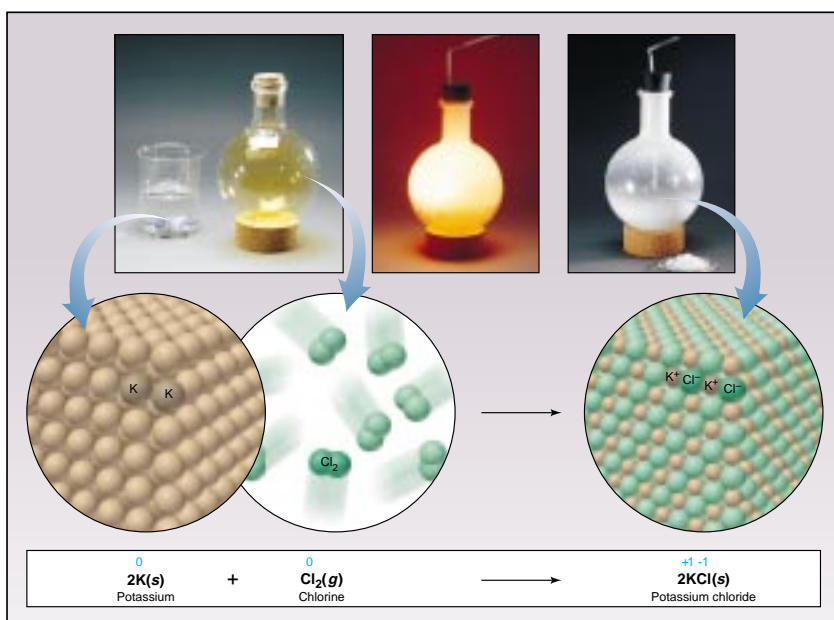 K K
Cl₂
K⁺ Cl⁻ K⁺ Cl⁻
0 0 +1 -1
2K(s) + Cl₂(g) 2KCl(s)
Potassium Chlorine Potassium chloride